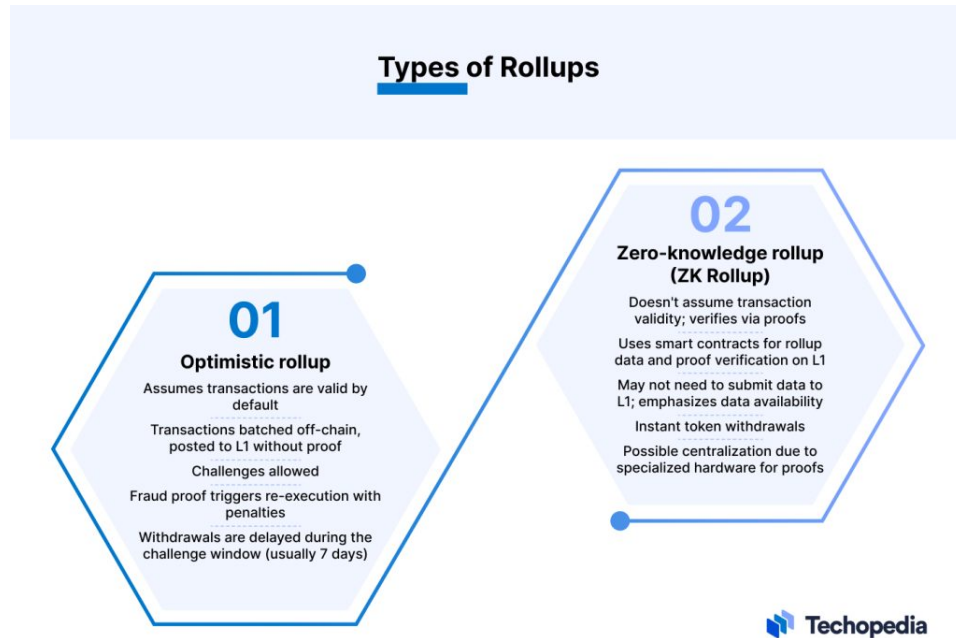 Types of Rollups
01
Optimistic rollup
Assumes transactions are valid by
default
Transactions batched off-chain,
posted to L1 without proof
Challenges allowed
Fraud proof triggers re-execution with
penalties
Withdrawals are delayed during the
challenge window (usually 7 days)
02
Zero-knowledge rollup
(ZK Rollup)
Doesn't assume transaction
validity; verifies via proofs
Uses smart contracts for rollup
data and proof verification on L1
May not need to submit data to
L1; emphasizes data availability
Instant token withdrawals
Possible centralization due to
specialized hardware for proofs
Techopedia